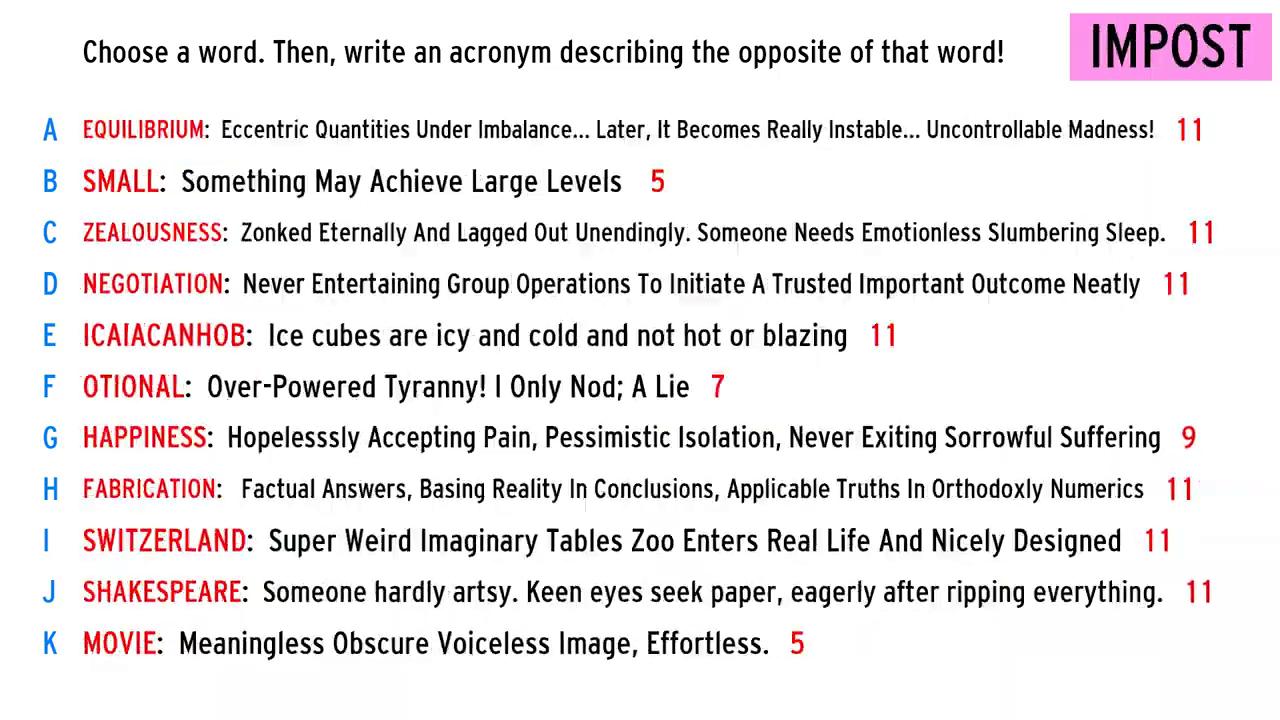 Choose a word. Then, write an acronym describing the opposite of that word!
IMPOST
A EQUILIBRIUM: Eccentric Quantities Under Imbalance... Later, It Becomes Really Instable... Uncontrollable Madness! 11
B SMALL: Something May Achieve Large Levels 5
C ZEALOUSNESS: Zonked Eternally And Lagged Out Unendingly. Someone Needs Emotionless Slumbering Sleep. 11
D NEGOTIATION: Never Entertaining Group Operations To Initiate A Trusted Important Outcome Neatly 11
E ICAIACANHOB: Ice cubes are icy and cold and not hot or blazing 11
F OTIONAL: Over-Powered Tyranny! I Only Nod; A Lie 7
G HAPPINESS: Hopelesssly Accepting Pain, Pessimistic Isolation, Never Exiting Sorrowful Suffering 9
H FABRICATION: Factual Answers, Basing Reality In Conclusions, Applicable Truths In Orthodoxly Numerics 11
I SWITZERLAND: Super Weird Imaginary Tables Zoo Enters Real Life And Nicely Designed 11
J SHAKESPEARE: Someone hardly artsy. Keen eyes seek paper, eagerly after ripping everything. 11
K MOVIE: Meaningless Obscure Voiceless Image, Effortless. 5